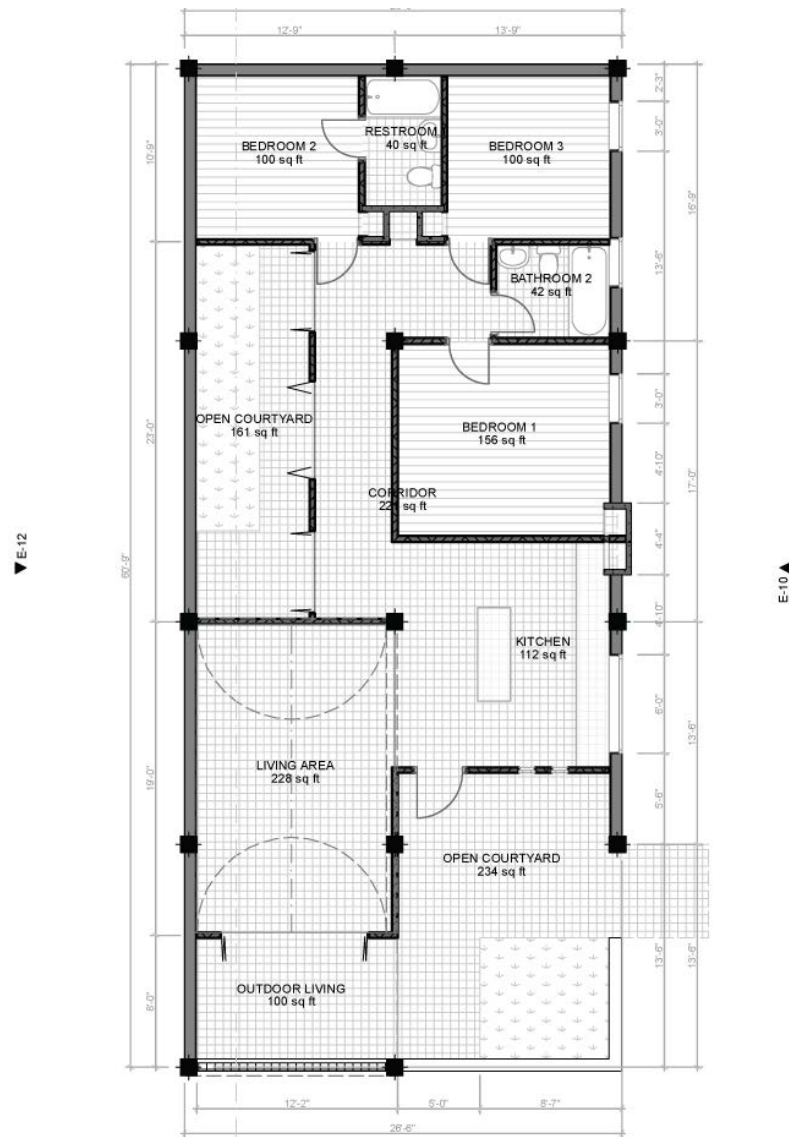 12'-9"
13'-9"
BEDROOM 2
100 sq ft
RESTROOM
40 sq ft
BEDROOM 3
100 sq ft
2'-3"
3'-0"
10'-9"
16'-9"
BATHROOM 2
42 sq ft
13'-6"
OPEN COURTYARD
161 sq ft
BEDROOM 1
156 sq ft
3'-0"
23'-0"
4'-10"
17'-0"
CORRIDOR
sq ft
4'-4"
E-12
60'-9"
E-10
4'-10"
KITCHEN
112 sq ft
6'-0"
13'-6"
LIVING AREA
228 sq ft
19'-0"
5'-6"
OPEN COURTYARD
234 sq ft
OUTDOOR LIVING
100 sq ft
8'-0"
13'-6"
13'-6"
12'-2"
5'-0"
8'-7"
26'-6"